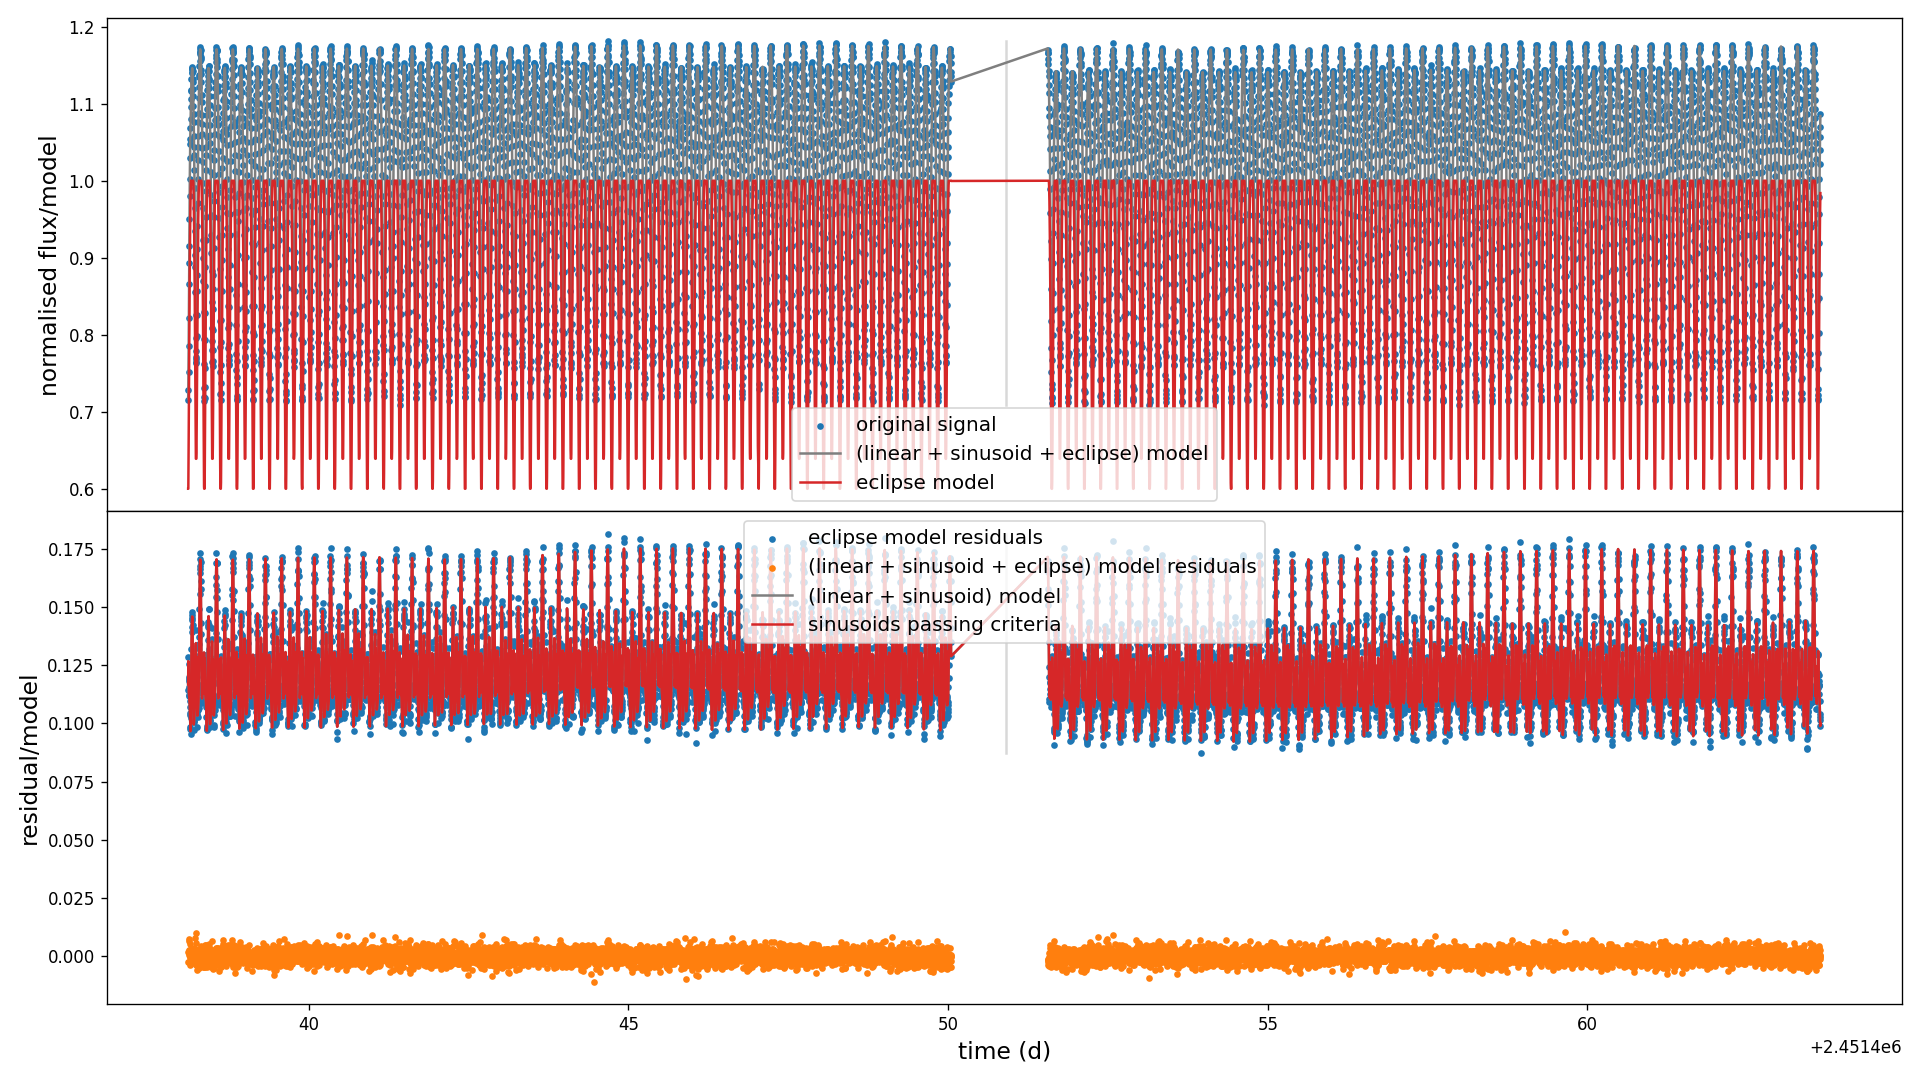 1.2
1.1
1.0
0.9
0.8
0.7
0.6
normalised flux/model
original signal
(linear + sinusoid + eclipse) model
eclipse model
0.175
0.150
0.125
0.100
0.075
0.050
0.025
0.000
residual/model
eclipse model residuals
(linear + sinusoid + eclipse) model residuals
(linear + sinusoid) model
sinusoids passing criteria
40
45
50
55
60
time (d)
+2.4514e6